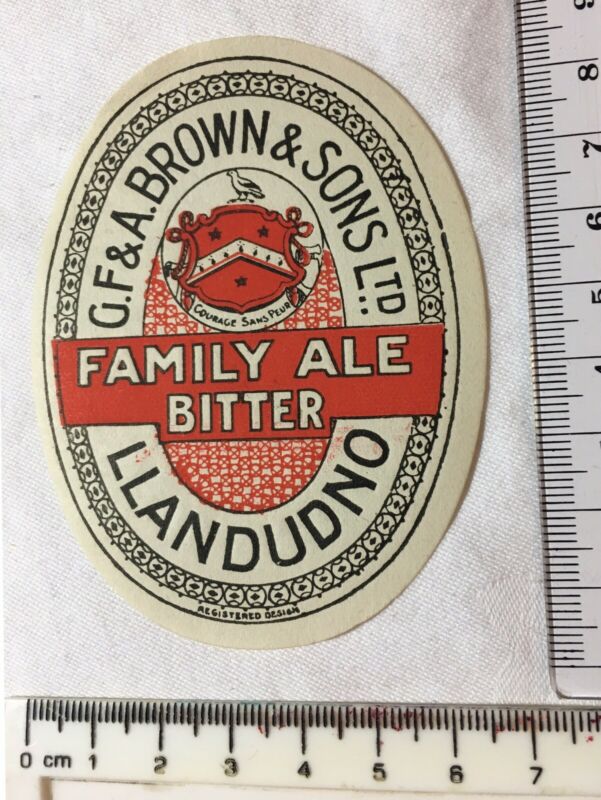 G.F & A. BROWN & SONS LTD.
COURAGE SANS PEUR
FAMILY ALE
BITTER
LLANDUDNO
REGISTERED DESIGN
9
8
7
6
5
0 cm 1 2 3 4 5 6 7